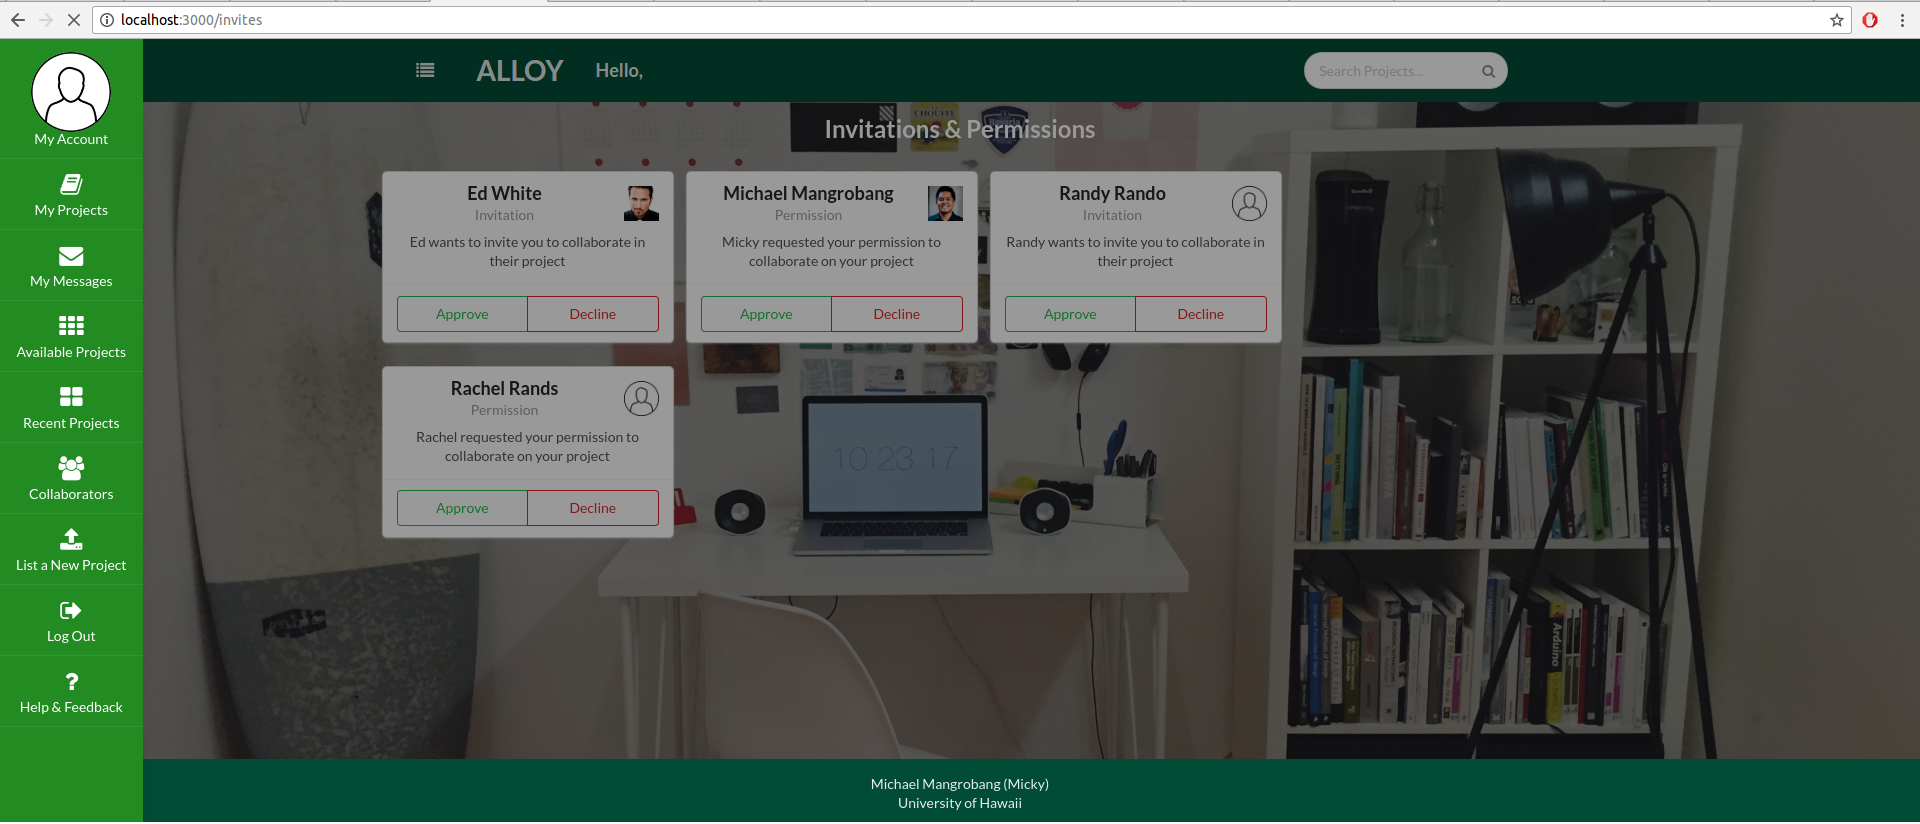 localhost:3000/invites
My Account
My Projects
My Messages
Available Projects
Recent Projects
Collaborators
List a New Project
Log Out
? Help & Feedback
ALLOY
Hello,
Search Projects...
Invitations & Permissions
Ed White
Invitation
Ed wants to invite you to collaborate in
their project
Approve
Decline
Michael Mangrobang
Permission
Micky requested your permission to
collaborate on your project
Approve
Decline
Randy Rando
Invitation
Randy wants to invite you to collaborate in
their project
Approve
Decline
Rachel Rands
Permission
Rachel requested your permission to
collaborate on your project
Approve
Decline
10:23 17
Arduino
Michael Mangrobang (Micky)
University of Hawaii